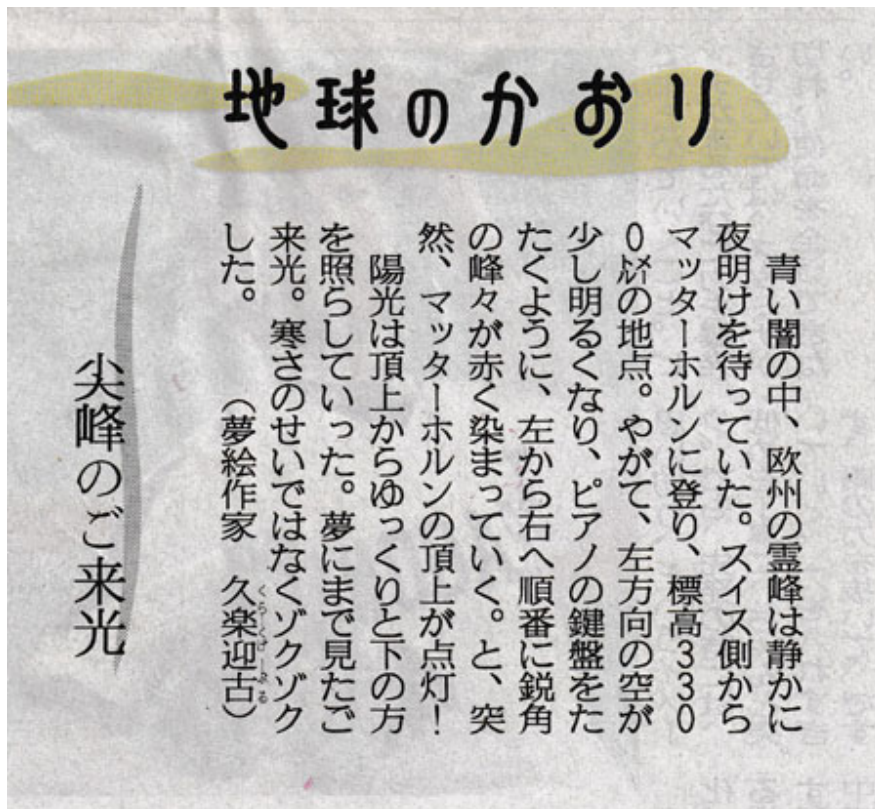 地球のかおり
青い闇の中、欧州の霊峰は静かに
夜明けを待っていた。スイス側から
マッターホルンに登り、標高３３０
０㍍の地点。やがて、左方向の空が
少し明るくなり、ピアノの鍵盤をた
たくように、左から右へ順番に鋭角
の峰々が赤く染まっていく。と、突
然、マッターホルンの頂上が点灯！
陽光は頂上からゆっくりと下の方
を照らしていった。夢にまで見たご
来光。寒さのせいではなくゾクゾク
した。　（夢絵作家　久楽迎古）
尖峰のご来光